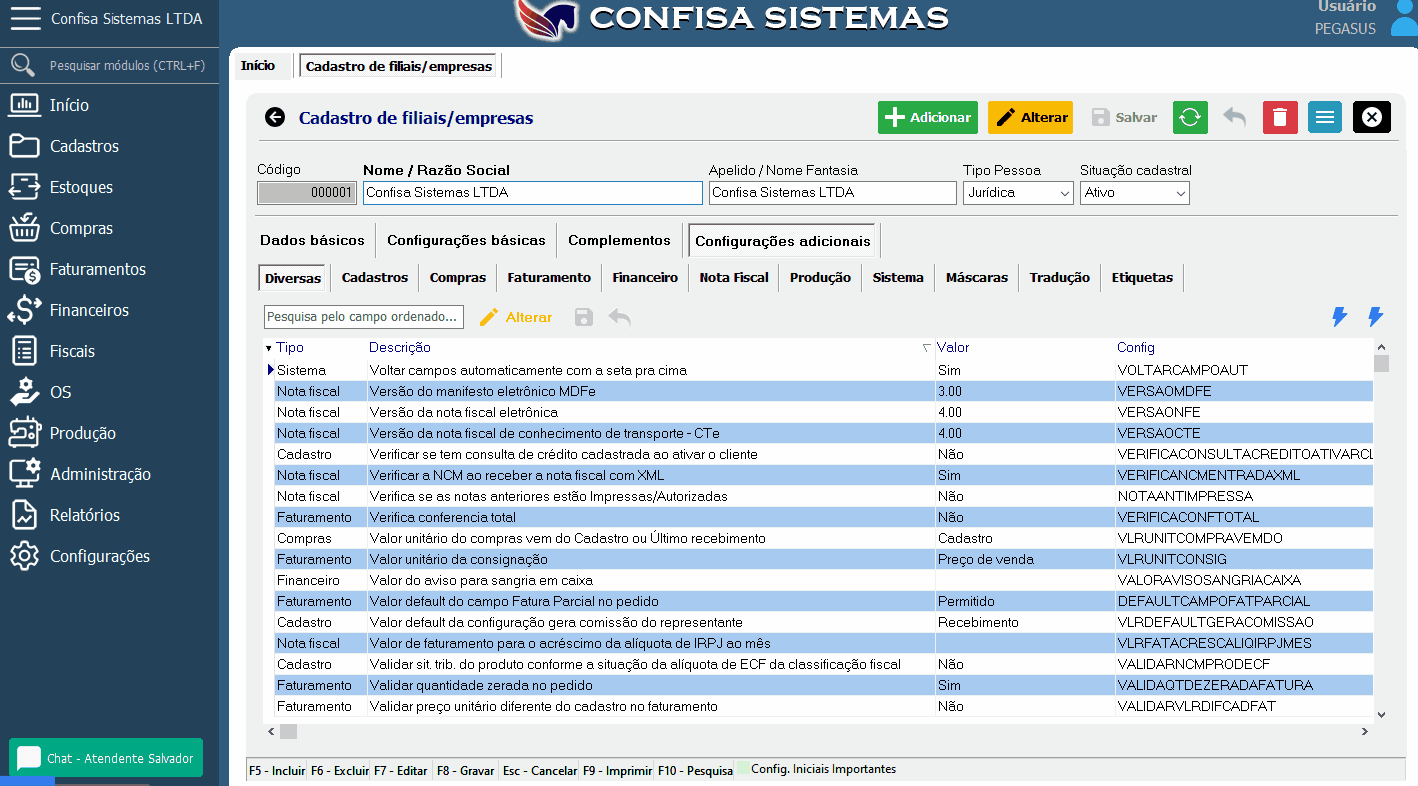 Confisa Sistemas LTDA
CONFISA SISTEMAS
Usuário
PEGASUS
Pesquisar módulos (CTRL+F)
Início
Cadastros
Estoques
Compras
Faturamentos
Financeiros
Fiscais
OS
Produção
Administração
Relatórios
Configurações
Chat - Atendente Salvador
Início Cadastro de filiais/empresas
Cadastro de filiais/empresas Adicionar Alterar Salvar
Código Nome / Razão Social Apelido / Nome Fantasia Tipo Pessoa Situação cadastral
000001 Confisa Sistemas LTDA Confisa Sistemas LTDA Jurídica Ativo
Dados básicos Configurações básicas Complementos Configurações adicionais
Diversas Cadastros Compras Faturamento Financeiro Nota Fiscal Produção Sistema Máscaras Tradução Etiquetas
Pesquisa pelo campo ordenado... Alterar
Tipo Descrição Valor Config
Sistema Voltar campos automaticamente com a seta pra cima Sim VOLTARCAMPOAUT
Nota fiscal Versão do manifesto eletrônico MDFe 3.00 VERSAOMDFE
Nota fiscal Versão da nota fiscal eletrônica 4.00 VERSAONFE
Nota fiscal Versão da nota fiscal de conhecimento de transporte - CTe 4.00 VERSAOCTE
Cadastro Verificar se tem consulta de crédito cadastrada ao ativar o cliente Não VERIFICACONSULTACREDITOATIVARCL
Nota fiscal Verificar a NCM ao receber a nota fiscal com XML Sim VERIFICANCMENTRADAXML
Nota fiscal Verifica se as notas anteriores estão Impressas/Autorizadas Não NOTAANTIMPRESSA
Faturamento Verifica conferencia total Não VERIFICACONFTOTAL
Compras Valor unitário do compras vem do Cadastro ou Último recebimento Cadastro VLRUNITCOMPRAVEMDO
Faturamento Valor unitário da consignação Preço de venda VLRUNITCONSIG
Financeiro Valor do aviso para sangria em caixa VALORAVISOSANGRIACAIXA
Faturamento Valor default do campo Fatura Parcial no pedido Permitido DEFAULTCAMPOFATPARCIAL
Cadastro Valor default da configuração gera comissão do representante Recebimento VLRDEFAULTGERACOMISSAO
Nota fiscal Valor de faturamento para o acréscimo da alíquota de IRPJ ao mês VLRFATACRESCALIQIRPJMES
Cadastro Validar sit. trib. do produto conforme a situação da alíquota de ECF da classificação fiscal Não VALIDARNCMPRODECF
Faturamento Validar quantidade zerada no pedido Sim VALIDAQTDEZERADAFATURA
Faturamento Validar preço unitário diferente do cadastro no faturamento Não VALIDARVLRDIFCADFAT
F5 - Incluir F6 - Excluir F7 - Editar F8 - Gravar Esc - Cancelar F9 - Imprimir F10 - Pesquisa Config. Iniciais Importantes